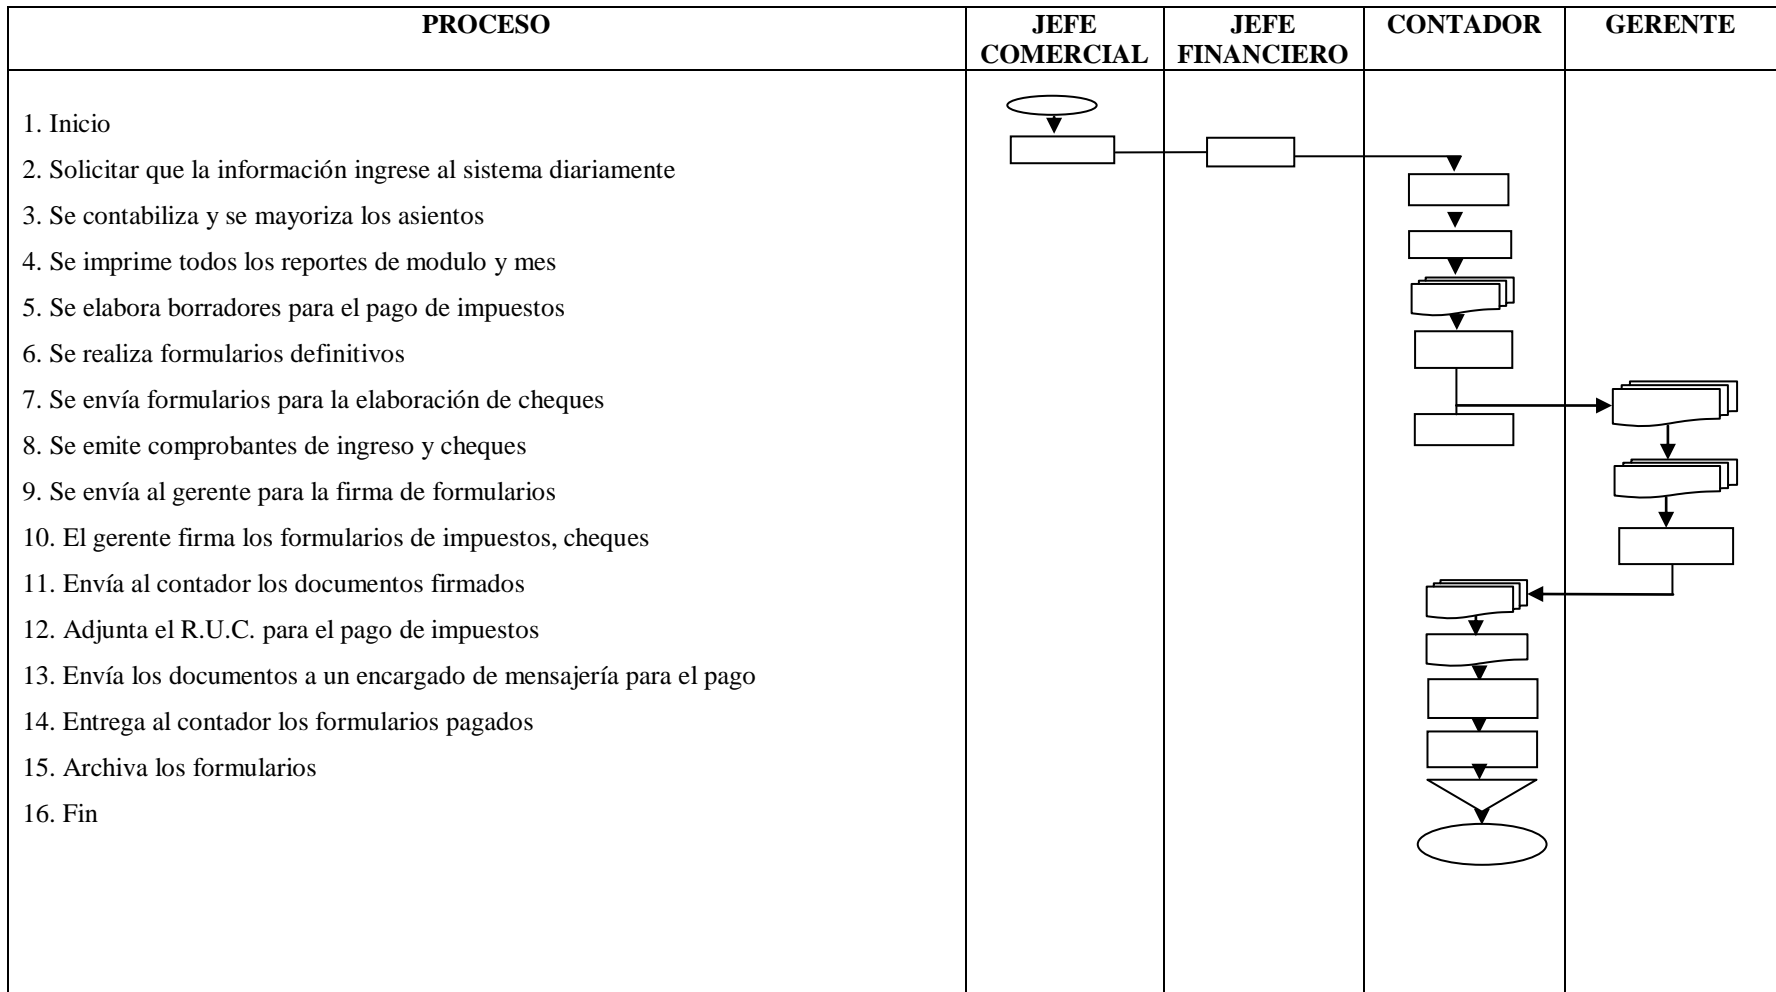 PROCESO
JEFE
COMERCIAL
JEFE
FINANCIERO
CONTADOR
GERENTE
1. Inicio
2. Solicitar que la información ingrese al sistema diariamente
3. Se contabiliza y se mayoriza los asientos
4. Se imprime todos los reportes de modulo y mes
5. Se elabora borradores para el pago de impuestos
6. Se realiza formularios definitivos
7. Se envía formularios para la elaboración de cheques
8. Se emite comprobantes de ingreso y cheques
9. Se envía al gerente para la firma de formularios
10. El gerente firma los formularios de impuestos, cheques
11. Envía al contador los documentos firmados
12. Adjunta el R.U.C. para el pago de impuestos
13. Envía los documentos a un encargado de mensajería para el pago
14. Entrega al contador los formularios pagados
15. Archiva los formularios
16. Fin